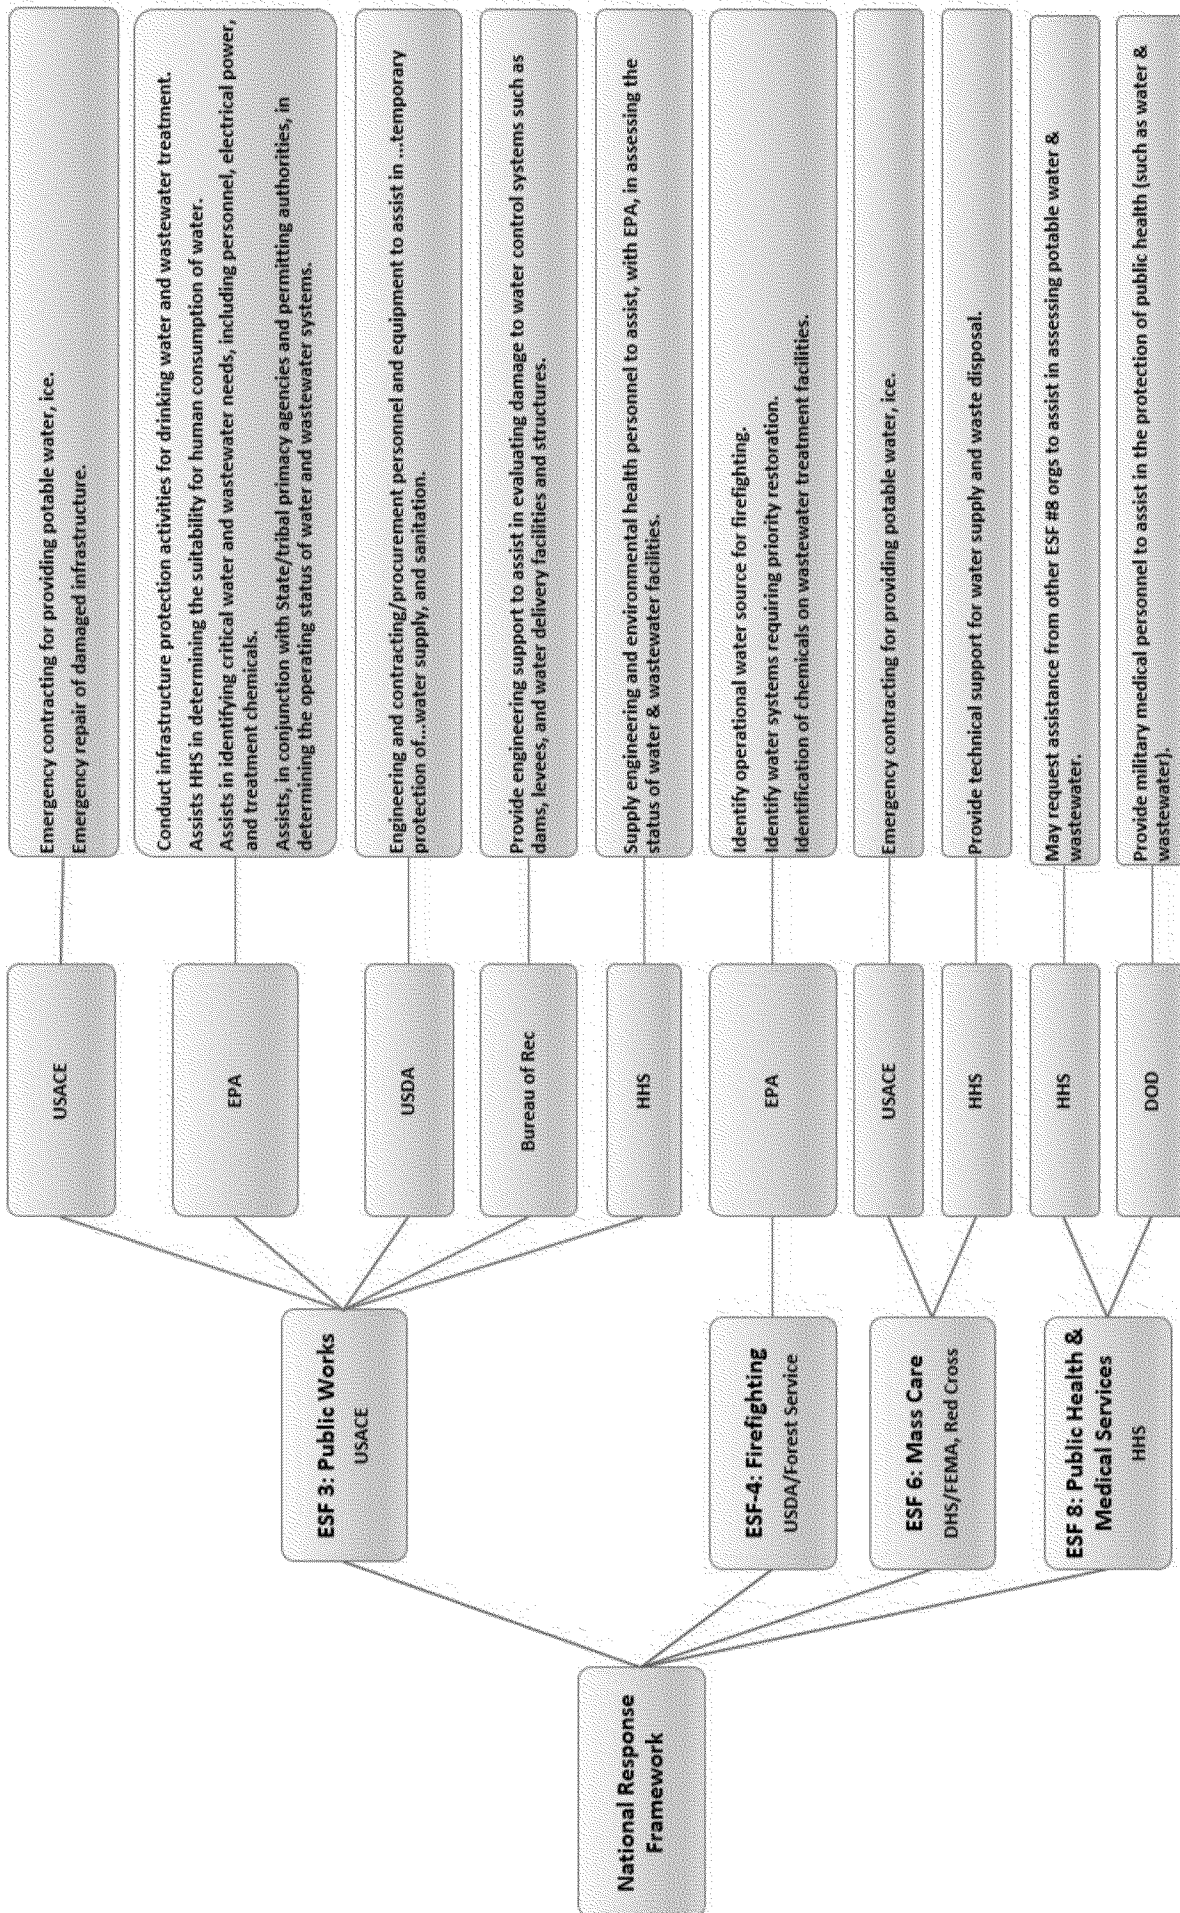 National Response
Framework
ESF 3: Public Works
USACE
USACE
Emergency contracting for providing potable water, ice.
Emergency repair of damaged infrastructure.
EPA
Conduct infrastructure protection activities for drinking water and wastewater treatment.
Assists HHS in determining the suitability for human consumption of water.
Assists in identifying critical water and wastewater needs, including personnel, electrical power,
and treatment chemicals.
Assists, in conjunction with State/tribal primacy agencies and permitting authorities, in
determining the operating status of water and wastewater systems.
USDA
Engineering and contracting/procurement personnel and equipment to assist in ...temporary
protection of...water supply, and sanitation.
Bureau of Rec
Provide engineering support to assist in evaluating damage to water control systems such as
dams, levees, and water delivery facilities and structures.
HHS
Supply engineering and environmental health personnel to assist, with EPA, in assessing the
status of water & wastewater facilities.
ESF-4: Firefighting
USDA/Forest Service
EPA
Identify operational water source for firefighting.
Identify water systems requiring priority restoration.
Identification of chemicals on wastewater treatment facilities.
ESF 6: Mass Care
DHS/FEMA, Red Cross
USACE
Emergency contracting for providing potable water, ice.
HHS
Provide technical support for water supply and waste disposal.
ESF 8: Public Health &
Medical Services
HHS
HHS
May request assistance from other ESF #8 orgs to assist in assessing potable water &
wastewater.
DOD
Provide military medical personnel to assist in the protection of public health (such as water &
wastewater).